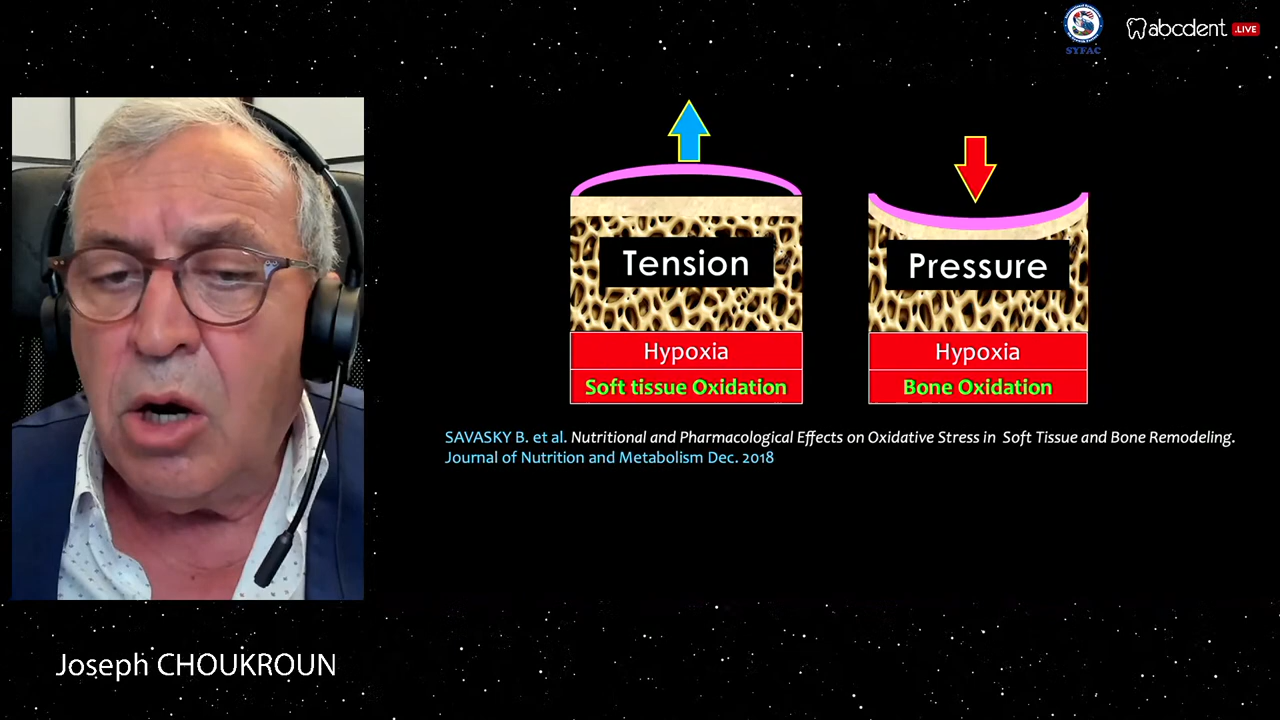 SYFAC
abcdent .LIVE
Tension
Pressure
Hypoxia
Hypoxia
Soft tissue Oxidation
Bone Oxidation
SAVASKY B. et al. Nutritional and Pharmacological Effects on Oxidative Stress in Soft Tissue and Bone Remodeling.
Journal of Nutrition and Metabolism Dec. 2018
Joseph CHOUKROUN